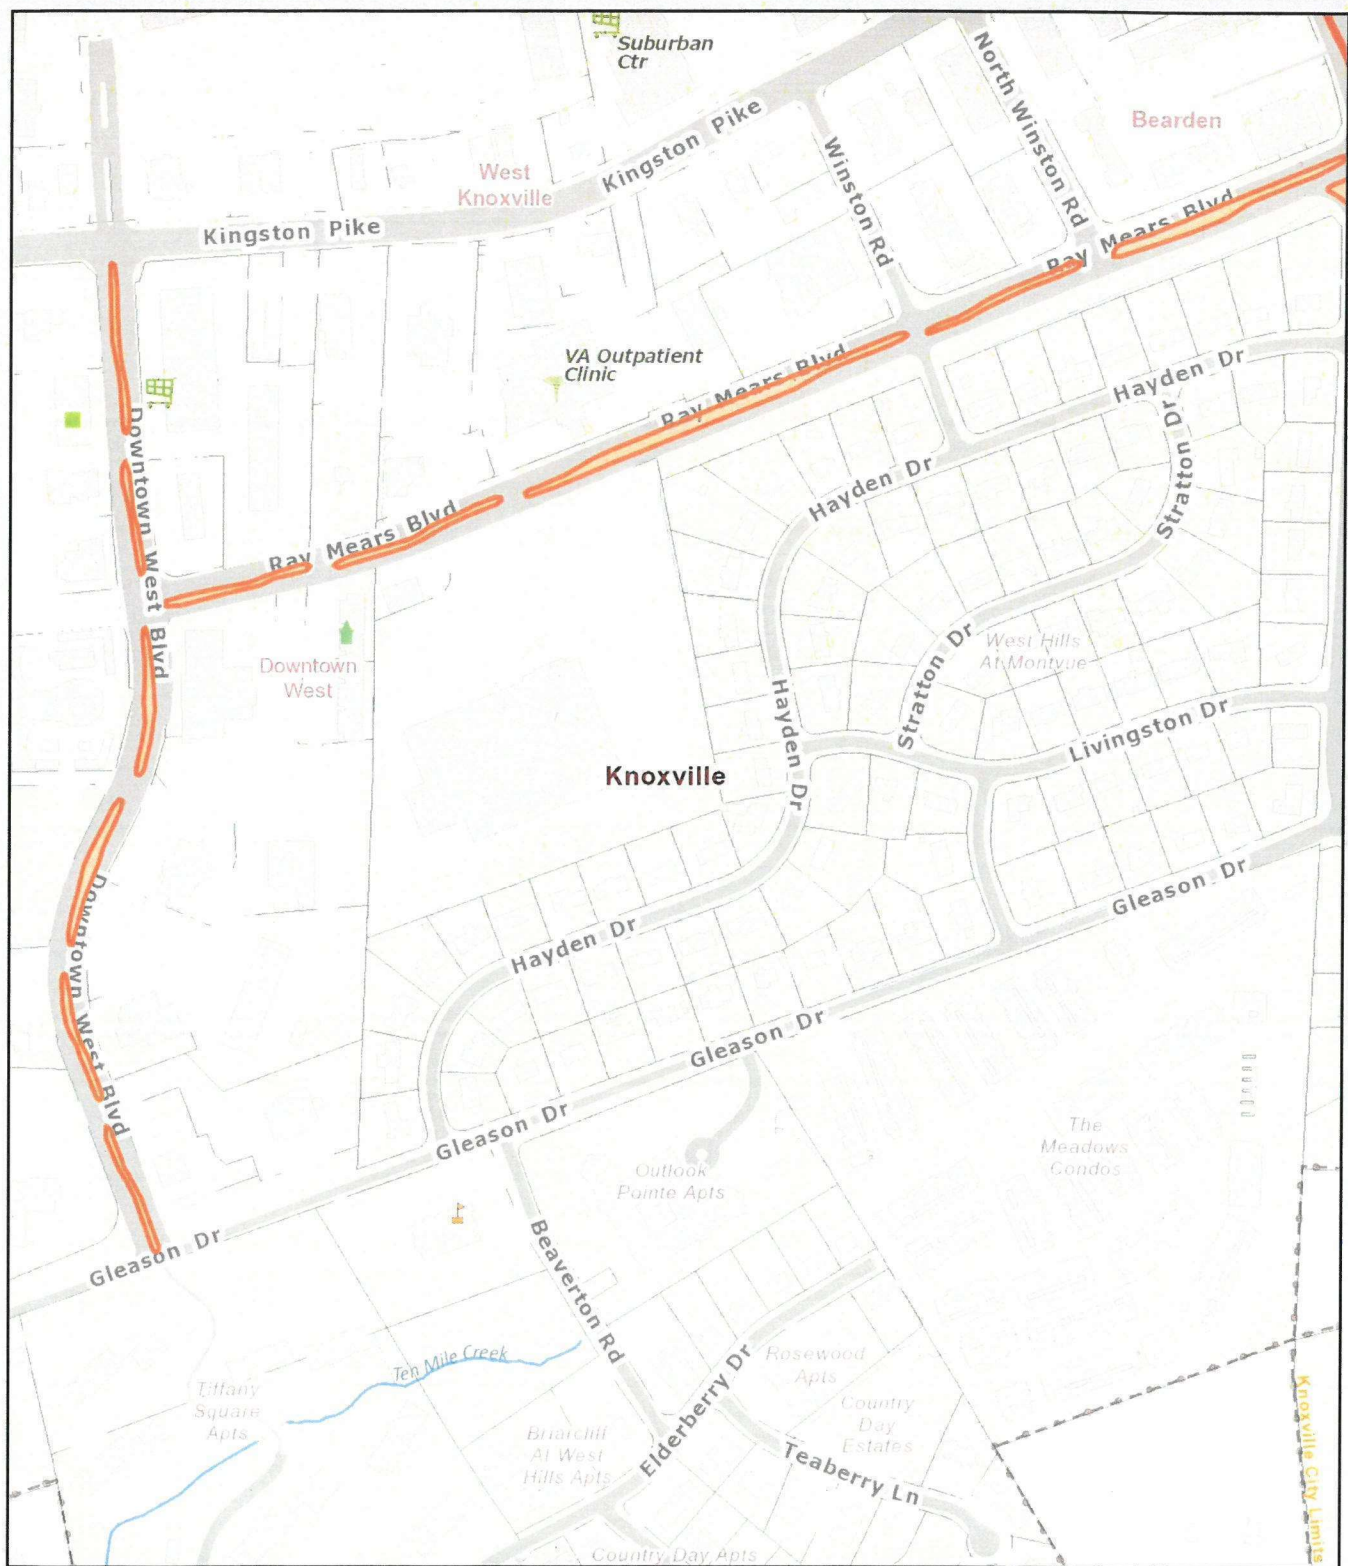 Suburban
Ctr
North Winston Rd
Bearden
Kingston Pike
West
Knoxville
Winston Rd
Kingston Pike
Ray Mears Blvd
VA Outpatient
Clinic
Ray Mears Blvd
Hayden Dr
Stratton Dr
Downtown West Blvd
Hayden Dr
Ray Mears Blvd
West Hills
At Montvue
Stratton Dr
Downtown
West
Hayden Dr
Livingston Dr
Knoxville
Gleason Dr
Hayden Dr
Downtown West Blvd
Gleason Dr
Gleason Dr
The
Meadows
Condos
Outlook
Pointe Apts
Gleason Dr
Beaverton Rd
Ten Mile Creek
Rosewood
Apts
Elderberry Dr
Tiffany
Square
Apts
Country
Day
Estates
Briarcliff
At West
Hills Apts
Teaberry Ln
Knoxville City Limits
Country Day Apts